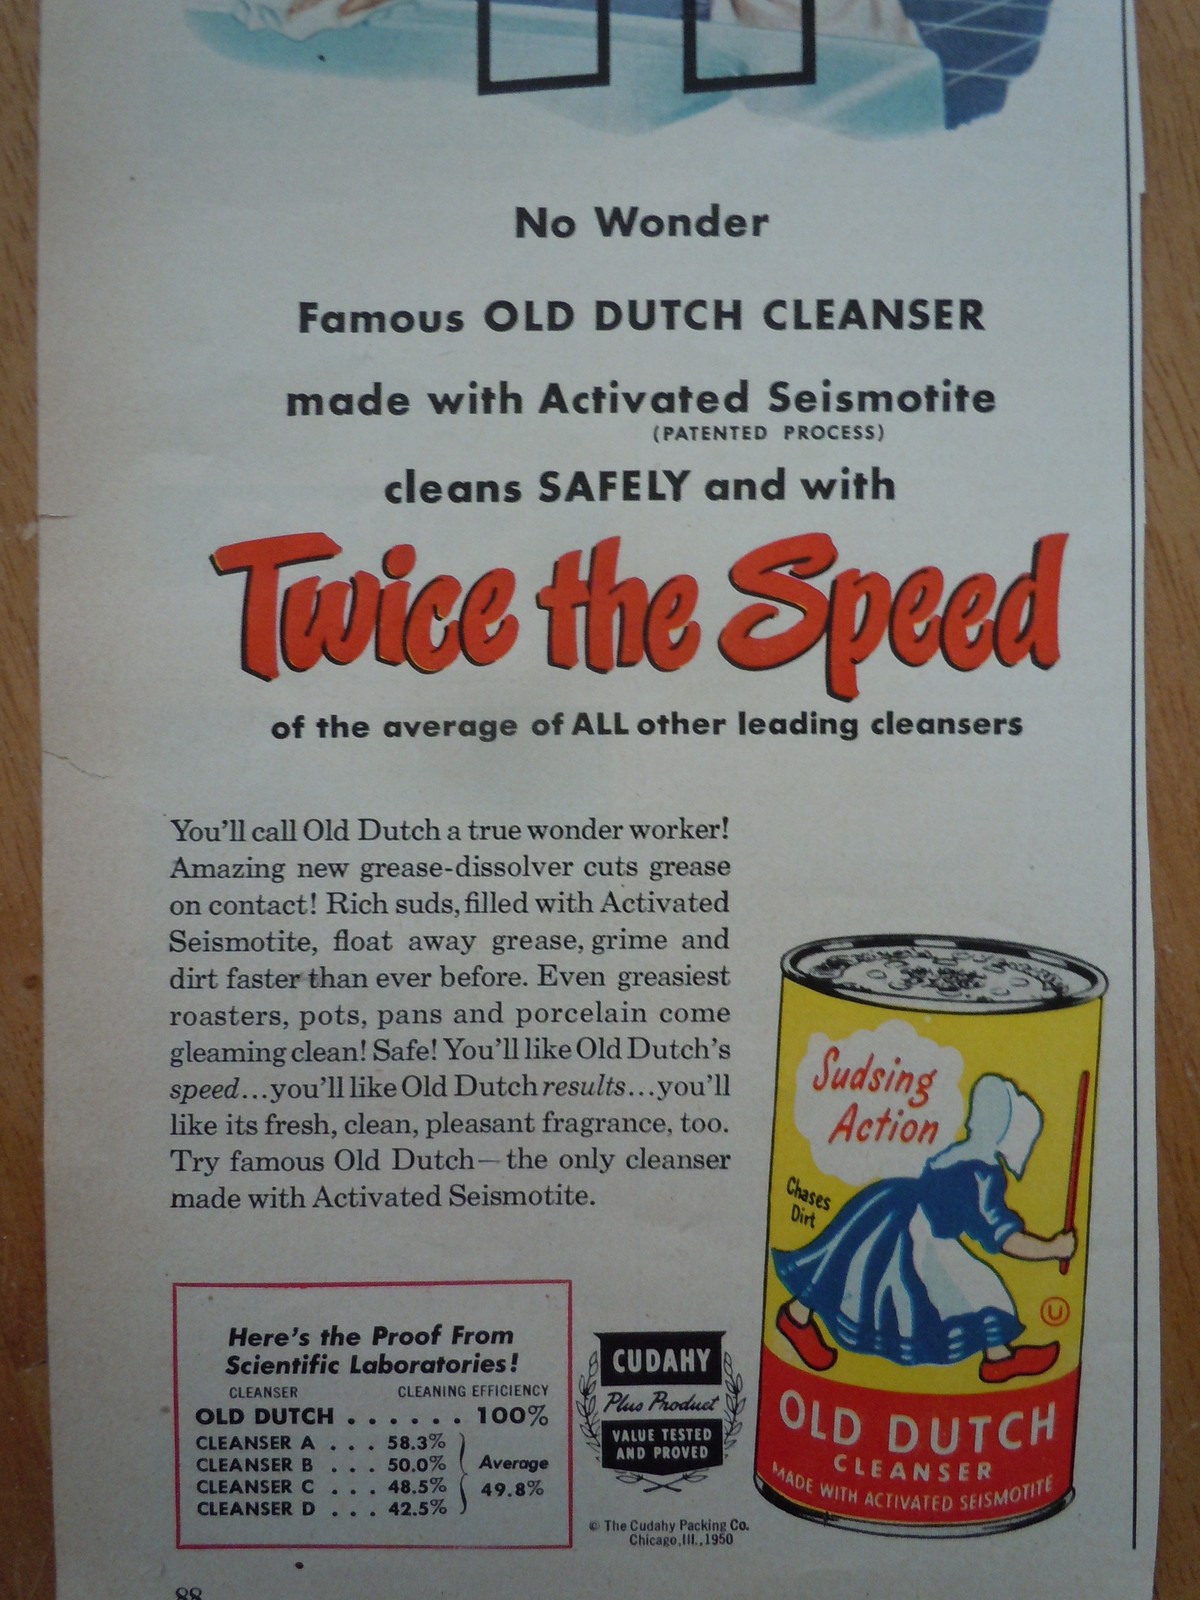 No Wonder
Famous OLD DUTCH CLEANSER
made with Activated Seismotite
(PATENTED PROCESS)
cleans SAFELY and with
Twice the Speed
of the average of ALL other leading cleansers
You'll call Old Dutch a true wonder worker!
Amazing new grease-dissolver cuts grease
on contact! Rich suds, filled with Activated
Seismotite, float away grease, grime and
dirt faster than ever before. Even greasiest
roasters, pots, pans and porcelain come
gleaming clean! Safe! You'll like Old Dutch's
speed...you'll like Old Dutch results...you'll
like its fresh, clean, pleasant fragrance, too.
Try famous Old Dutch—the only cleanser
made with Activated Seismotite.
Here's the Proof From
Scientific Laboratories!
CLEANSER CLEANING EFFICIENCY
OLD DUTCH . . . . . . 100%
CLEANSER A . . . 58.3%
CLEANSER B . . . 50.0%
CLEANSER C . . . 48.5%
CLEANSER D . . . 42.5%
Average
49.8%
CUDAHY
Plus Product
VALUE TESTED
AND PROVED
© The Cudahy Packing Co.
Chicago, Ill., 1950
Sudsing
Action
Chases
Dirt
U
OLD DUTCH
CLEANSER
MADE WITH ACTIVATED SEISMOTITE
88